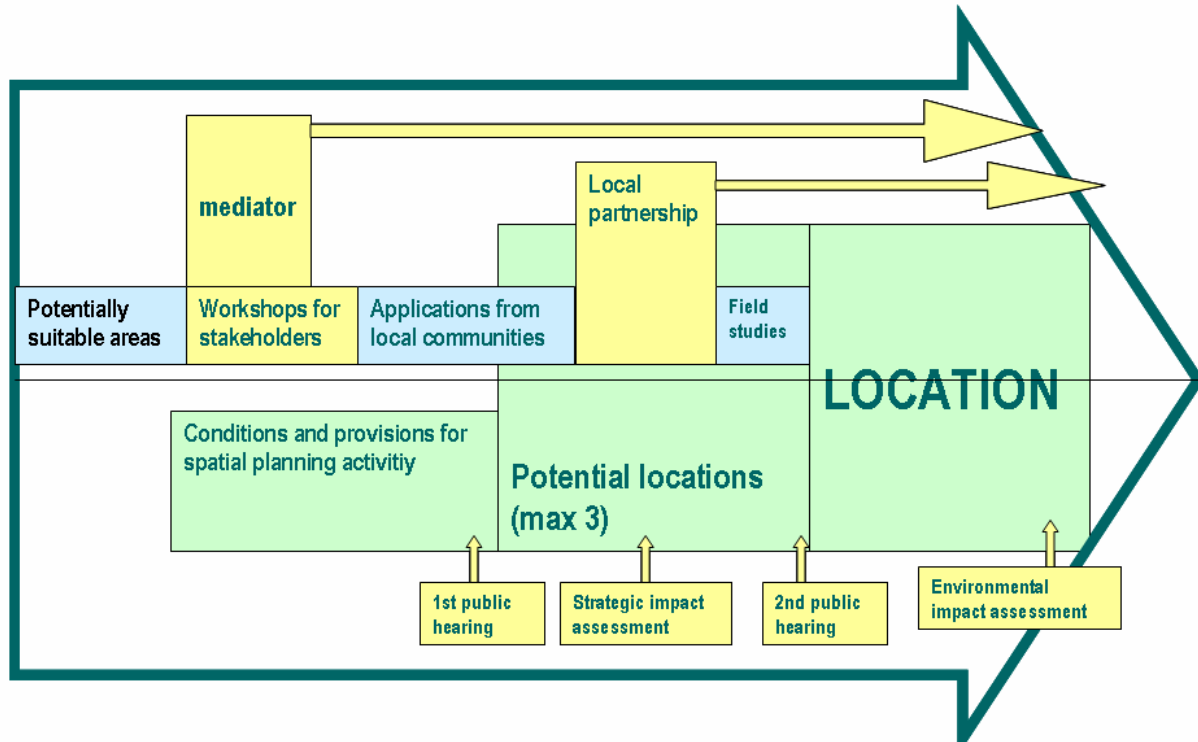 mediator
Local
partnership
Potentially
suitable areas
Workshops for
stakeholders
Applications from
local communities
Field
studies
LOCATION
Conditions and provisions for
spatial planning activitiy
Potential locations
(max 3)
1st public
hearing
Strategic impact
assessment
2nd public
hearing
Environmental
impact assessment